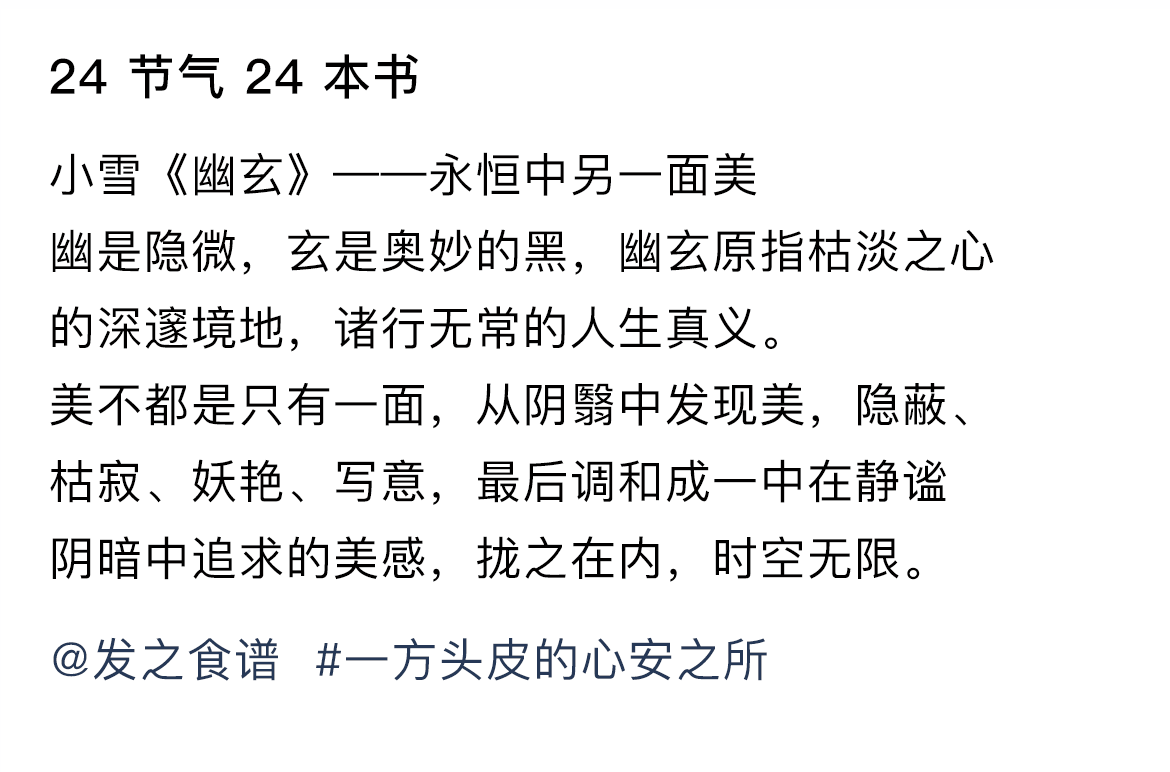 24 节气 24 本书
小雪《幽玄》——永恒中另一面美
幽是隐微，玄是奥妙的黑，幽玄原指枯淡之心
的深邃境地，诸行无常的人生真义。
美不都是只有一面，从阴翳中发现美，隐蔽、
枯寂、妖艳、写意，最后调和成一中在静谧
阴暗中追求的美感，拢之在内，时空无限。
@发之食谱 #一方头皮的心安之所